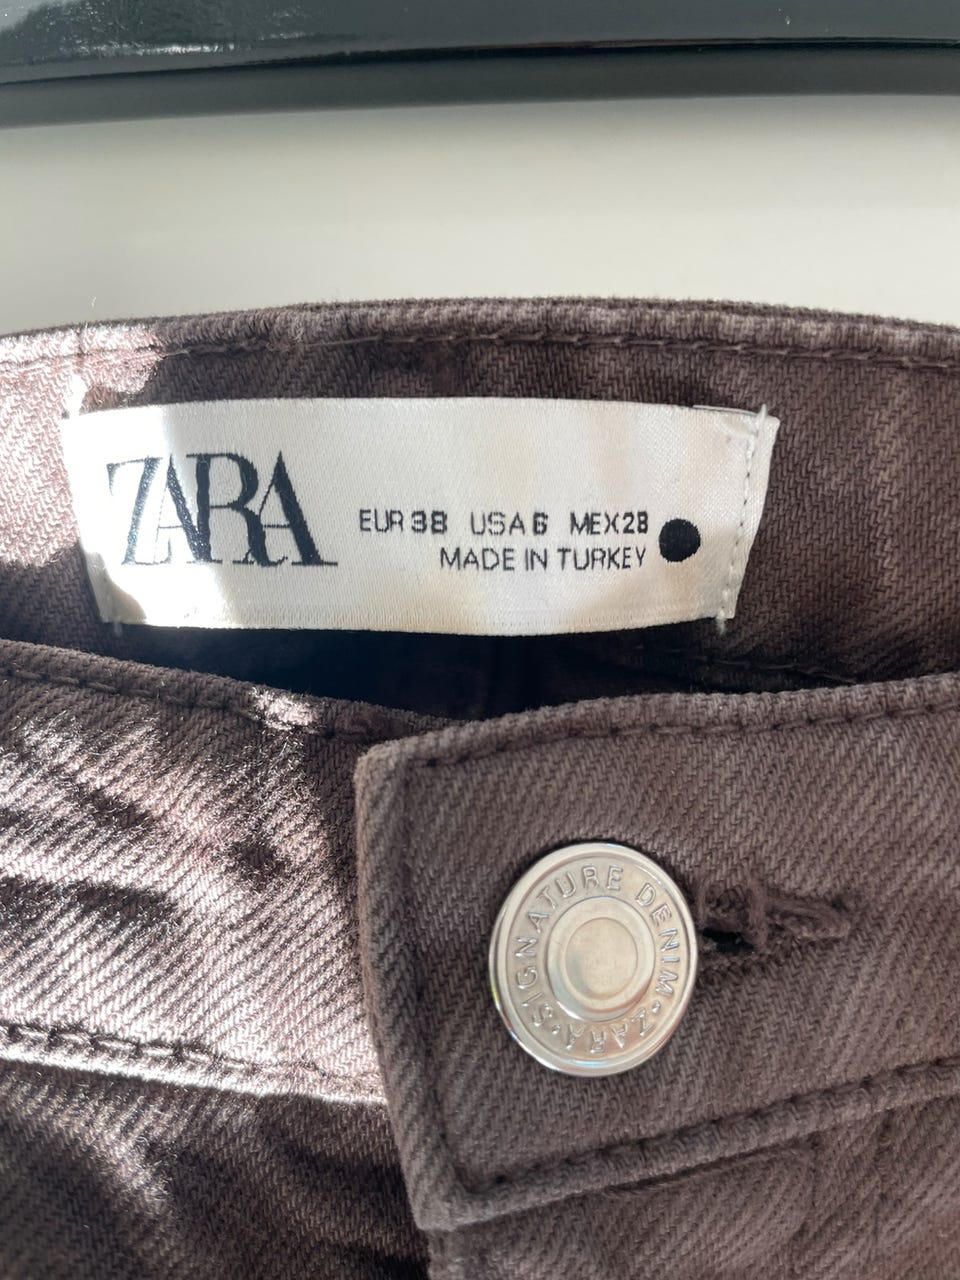 ZARA
EUR 38 USA 6 MEX 28
MADE IN TURKEY
SIGNATURE DENIM · ZARA ·